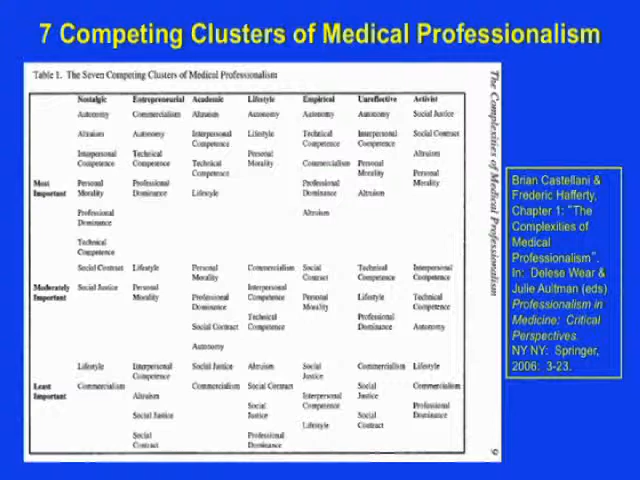 7 Competing Clusters of Medical Professionalism
Table 1. The Seven Competing Clusters of Medical Professionalism
Nostalgic Entrepreneurial Academic Lifestyle Empirical Unreflective Activist
Autonomy Commercialism Altruism Autonomy Autonomy Autonomy Social Justice
Altruism Autonomy Interpersonal Lifestyle Technical Interpersonal Social Contract
Competence Competence Competence
Interpersonal Technical Personal Altruism
Competence Competence Technical Morality Commercialism Personal
Competence Morality Personal
Most Personal Professional Lifestyle Professional Altruism Morality
Important Morality Dominance Dominance
Professional Altruism
Dominance
Technical
Competence
Social Contract Lifestyle Personal Commercialism Social Technical Interpersonal
Morality Contract Competence Competence
Moderately Social Justice Personal Interpersonal
Important Morality Professional Competence Personal Lifestyle Technical
Dominance Morality Competence
Technical Professional
Social Contract Competence Dominance Autonomy
Autonomy
Lifestyle Interpersonal Social Justice Altruism Social Commercialism Lifestyle
Competence Justice
Least Commercialism Commercialism Social Contract Social Commercialism
Important Altruism Interpersonal Justice
Social Competence Professional
Social Justice Justice Social Dominance
Lifestyle Contract
Social Professional
Contract Dominance
The Complexities of Medical Professionalism
9
Brian Castellani &
Frederic Hafferty,
Chapter 1: "The
Complexities of
Medical
Professionalism".
In: Delese Wear &
Julie Aultman (eds)
Professionalism in
Medicine: Critical
Perspectives.
NY NY: Springer,
2006: 3-23.